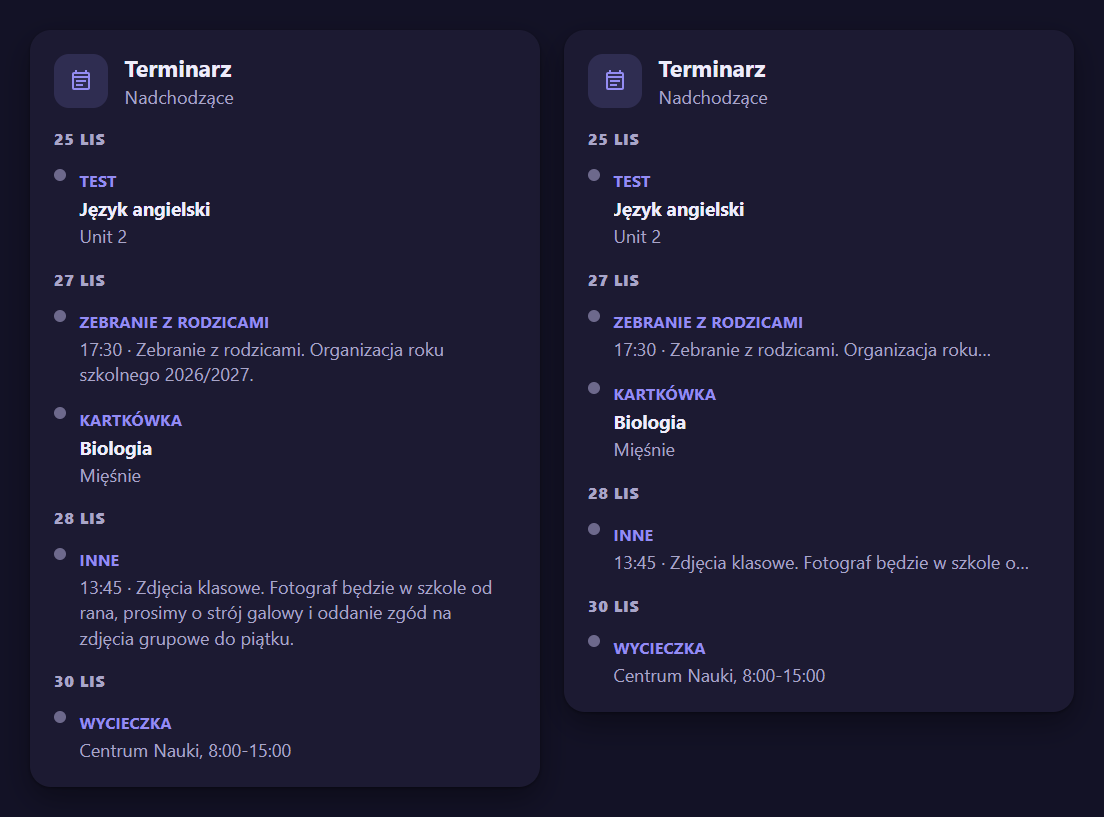 Terminarz
Nadchodzące
25 LIS
TEST
Język angielski
Unit 2
27 LIS
ZEBRANIE Z RODZICAMI
17:30 · Zebranie z rodzicami. Organizacja roku
szkolnego 2026/2027.
KARTKÓWKA
Biologia
Mięśnie
28 LIS
INNE
13:45 · Zdjęcia klasowe. Fotograf będzie w szkole od
rana, prosimy o strój galowy i oddanie zgód na
zdjęcia grupowe do piątku.
30 LIS
WYCIECZKA
Centrum Nauki, 8:00-15:00
Terminarz
Nadchodzące
25 LIS
TEST
Język angielski
Unit 2
27 LIS
ZEBRANIE Z RODZICAMI
17:30 · Zebranie z rodzicami. Organizacja roku…
KARTKÓWKA
Biologia
Mięśnie
28 LIS
INNE
13:45 · Zdjęcia klasowe. Fotograf będzie w szkole o…
30 LIS
WYCIECZKA
Centrum Nauki, 8:00-15:00